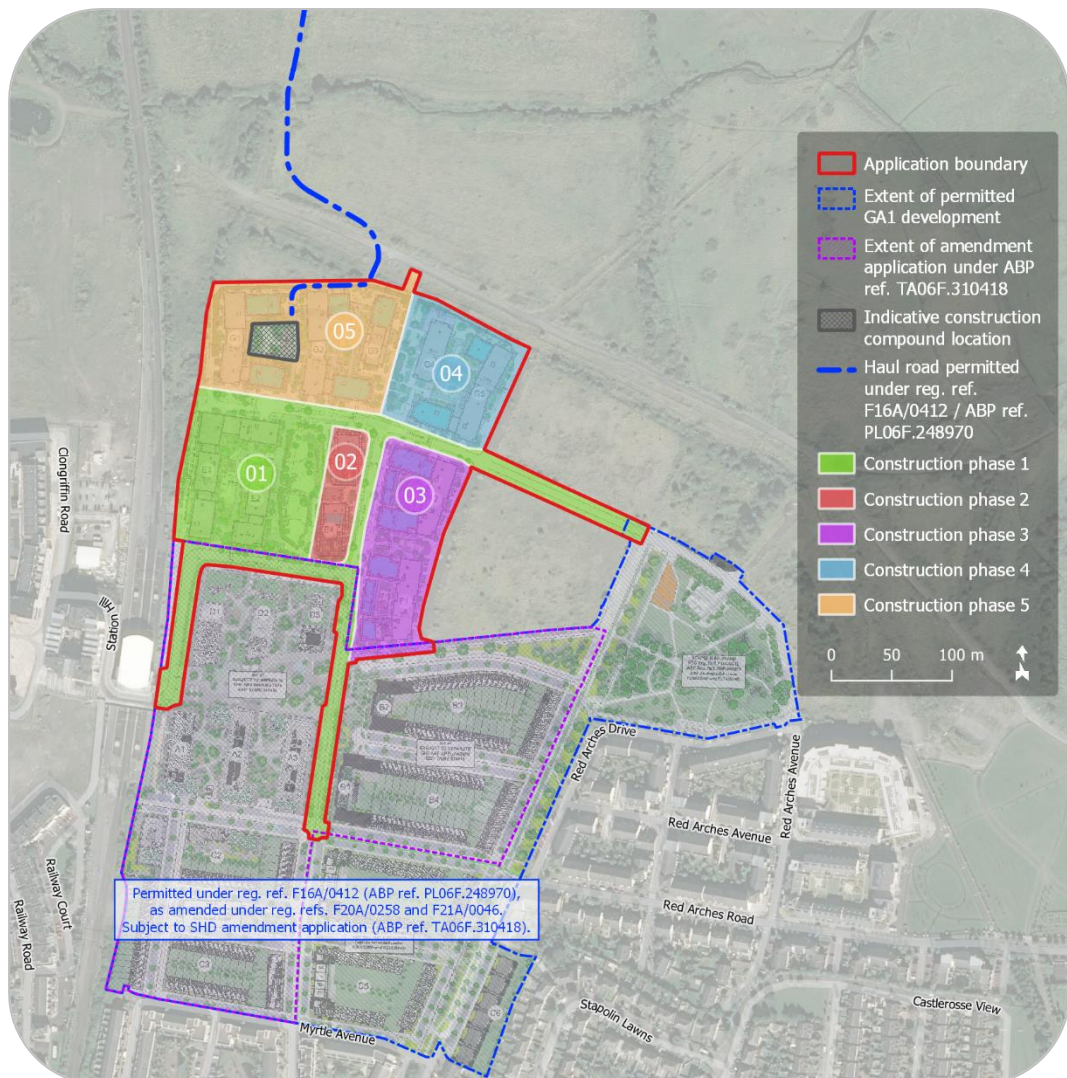 Application boundary
Extent of permitted
GA1 development
Extent of amendment
application under ABP
ref. TA06F.310418
Indicative construction
compound location
Haul road permitted
under reg. ref.
F16A/0412 / ABP ref.
PL06F.248970
Construction phase 1
Construction phase 2
Construction phase 3
Construction phase 4
Construction phase 5
0 50 100 m
05
04
02
01
03
Clongriffin Road
Station Hill
Red Arches Drive
Red Arches Avenue
Red Arches Avenue
Red Arches Road
Railway Court
Railway Road
Permitted under reg. ref. F16A/0412 (ABP ref. PL06F.248970),
as amended under reg. refs. F20A/0258 and F21A/0046.
Subject to SHD amendment application (ABP ref. TA06F.310418).
Castlerosse View
Stapolin Lawns
Myrtle Avenue